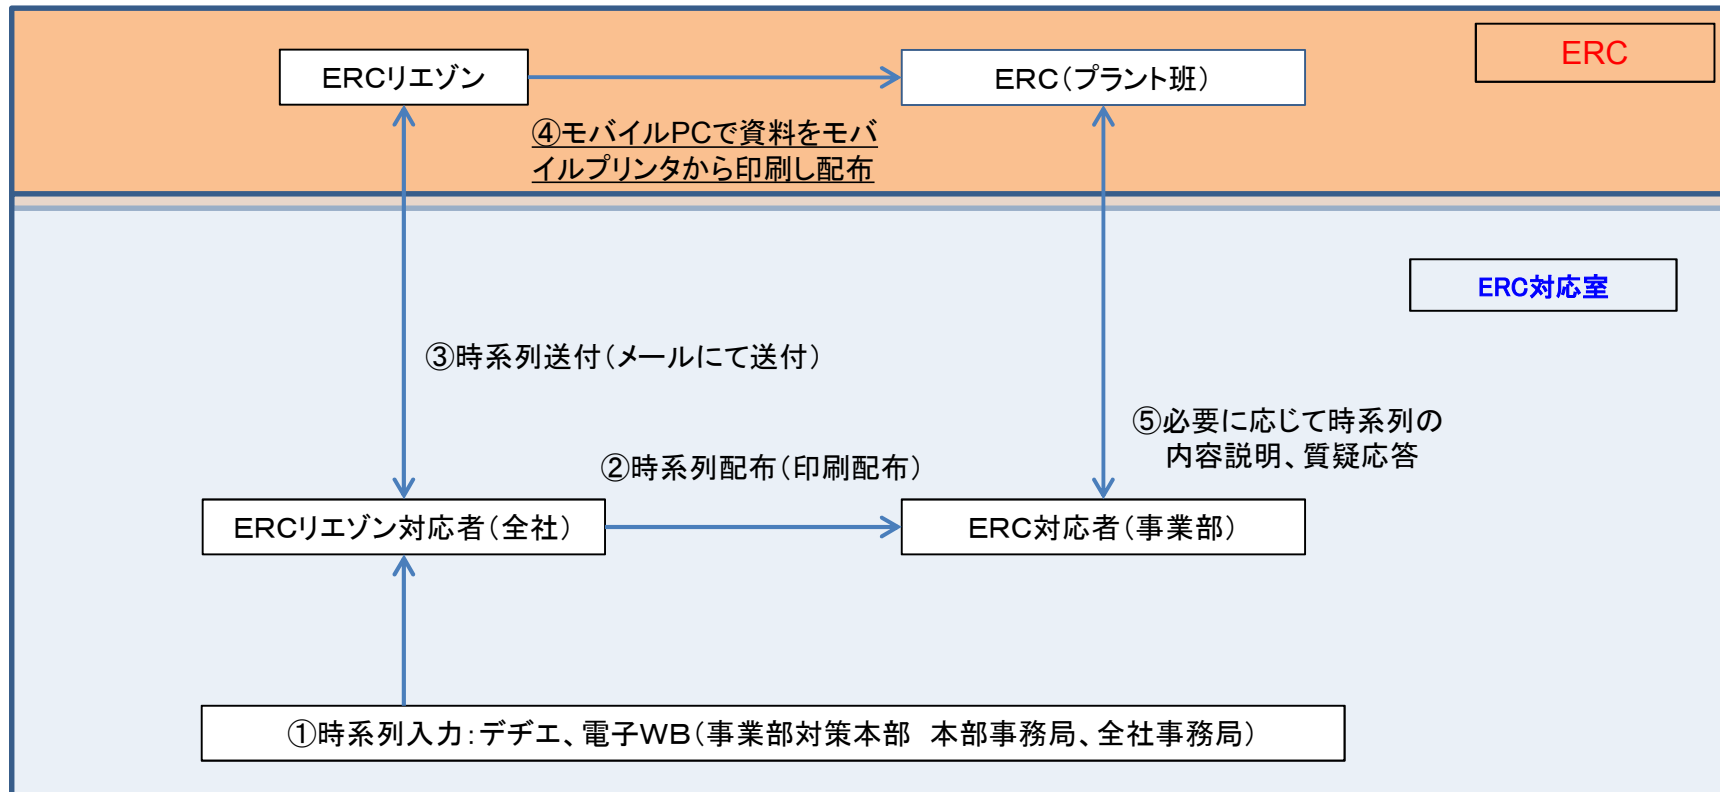 ERC
ERCリエゾン
ERC（プラント班）
④モバイルPCで資料をモバ
イルプリンタから印刷し配布
ERC対応室
③時系列送付（メールにて送付）
⑤必要に応じて時系列の
内容説明、質疑応答
②時系列配布（印刷配布）
ERCリエゾン対応者（全社）
ERC対応者（事業部）
①時系列入力：デヂエ、電子WB（事業部対策本部　本部事務局、全社事務局）